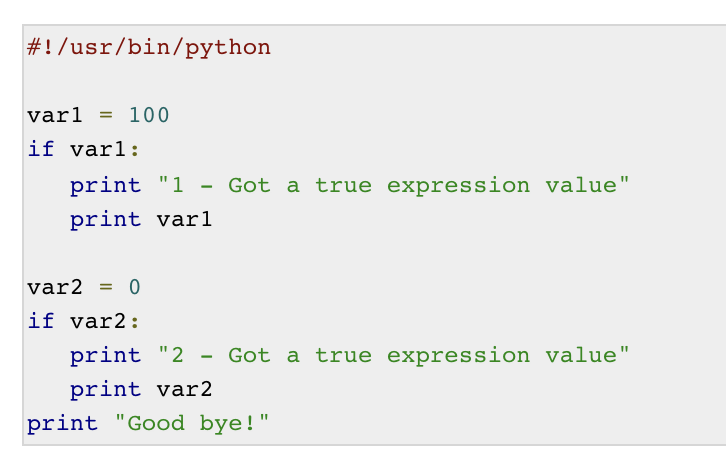 #!/usr/bin/python

var1 = 100
if var1:
   print "1 - Got a true expression value"
   print var1

var2 = 0
if var2:
   print "2 - Got a true expression value"
   print var2
print "Good bye!"